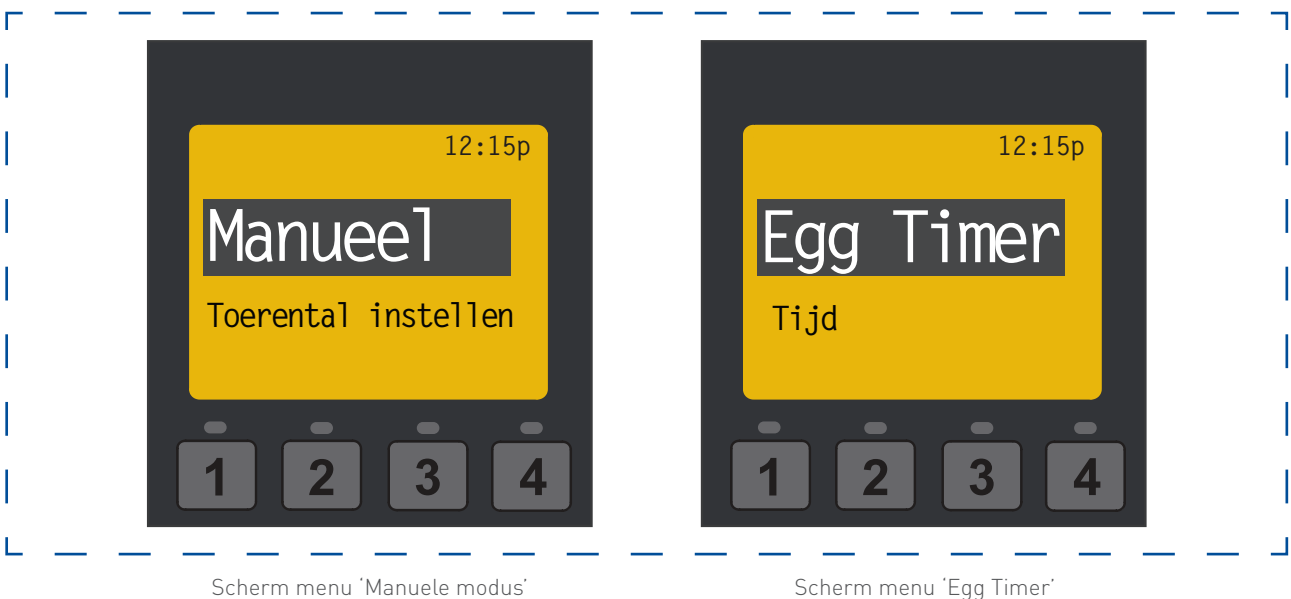 12:15p
Manueel
Toerental instellen
1 2 3 4
Scherm menu ‘Manuele modus’
12:15p
Egg Timer
Tijd
1 2 3 4
Scherm menu ‘Egg Timer’